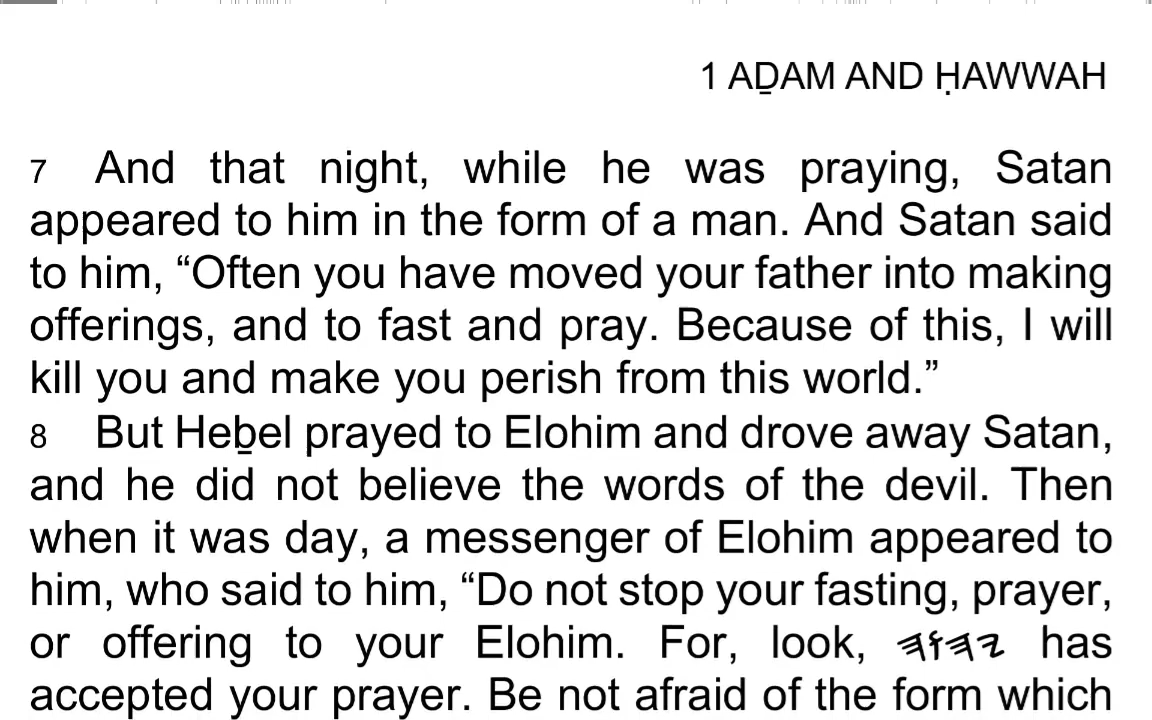 1 AḎAM AND ḤAWWAH
7 And that night, while he was praying, Satan
appeared to him in the form of a man. And Satan said
to him, “Often you have moved your father into making
offerings, and to fast and pray. Because of this, I will
kill you and make you perish from this world.”
8 But Heḇel prayed to Elohim and drove away Satan,
and he did not believe the words of the devil. Then
when it was day, a messenger of Elohim appeared to
him, who said to him, “Do not stop your fasting, prayer,
or offering to your Elohim. For, look, 𐤉𐤄𐤅𐤄 has
accepted your prayer. Be not afraid of the form which